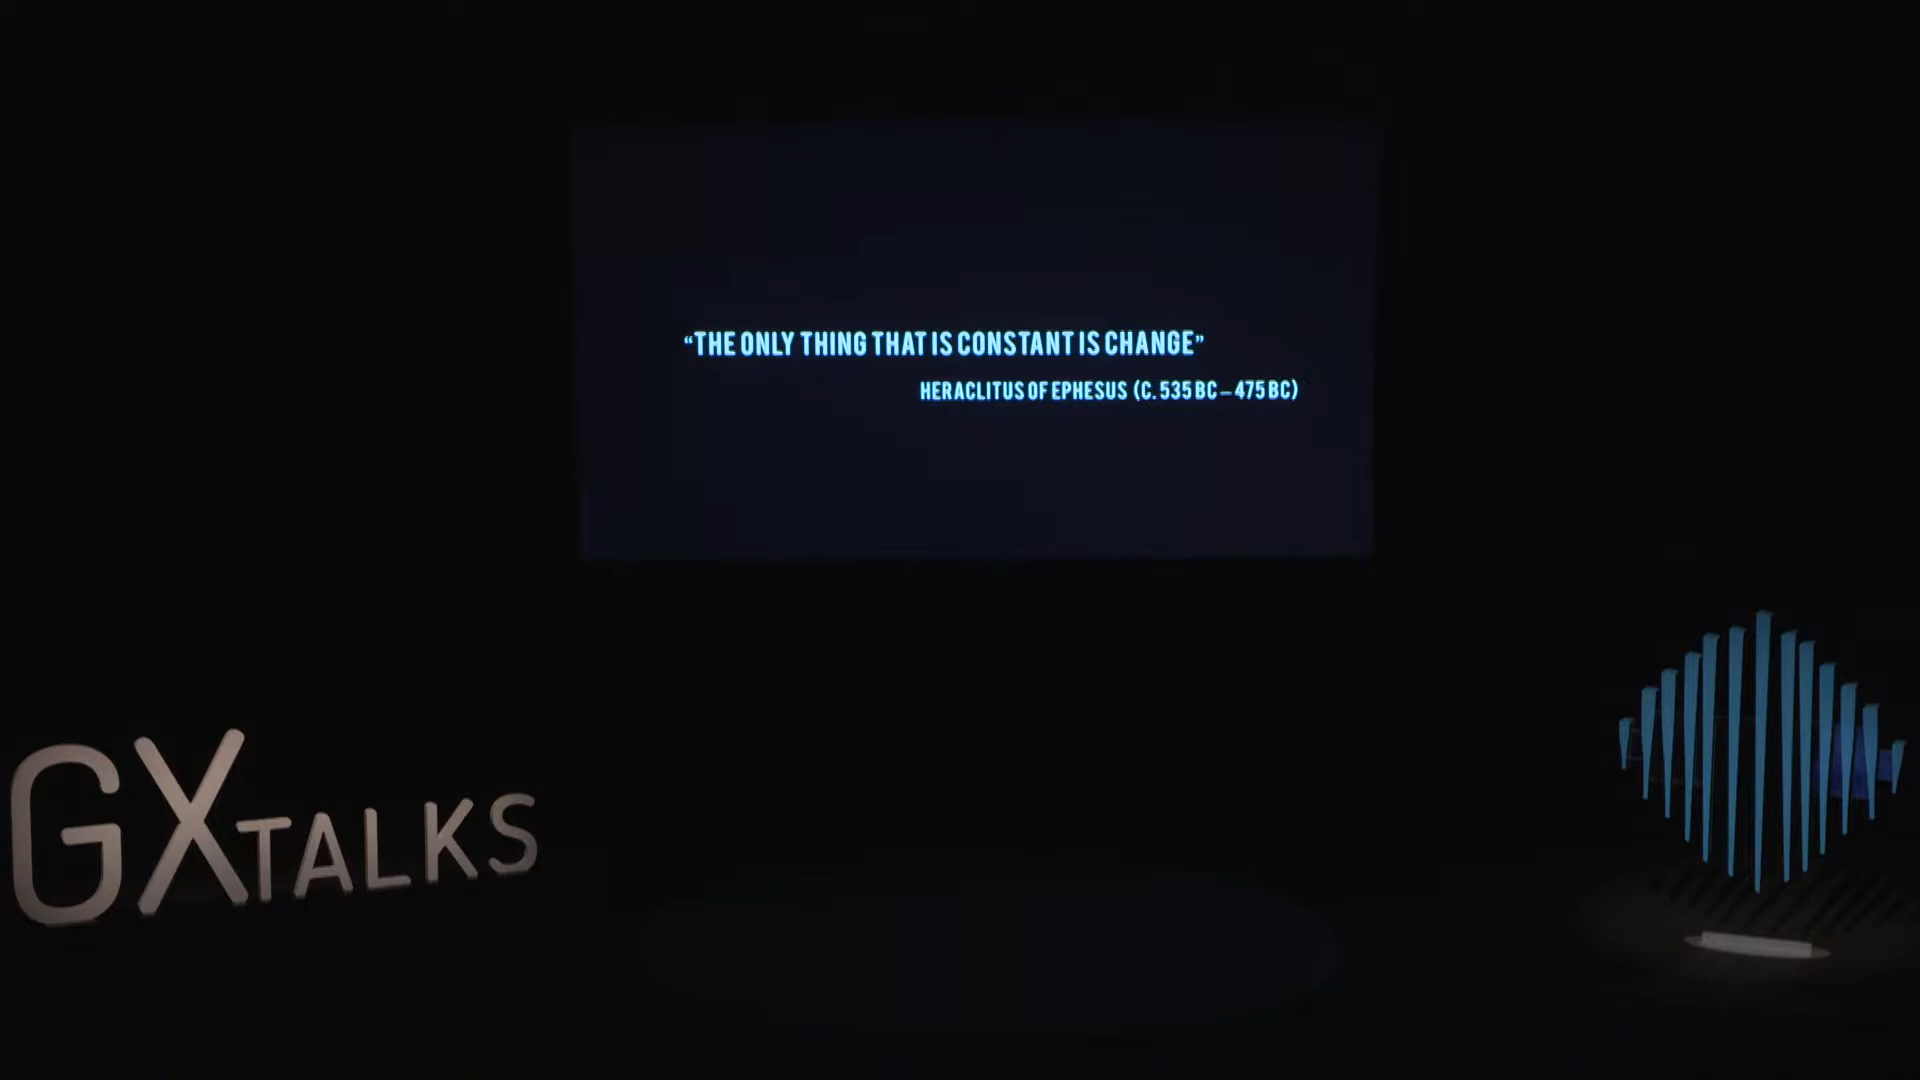 “THE ONLY THING THAT IS CONSTANT IS CHANGE”
HERACLITUS OF EPHESUS (C. 535 BC – 475 BC)
GXTALKS